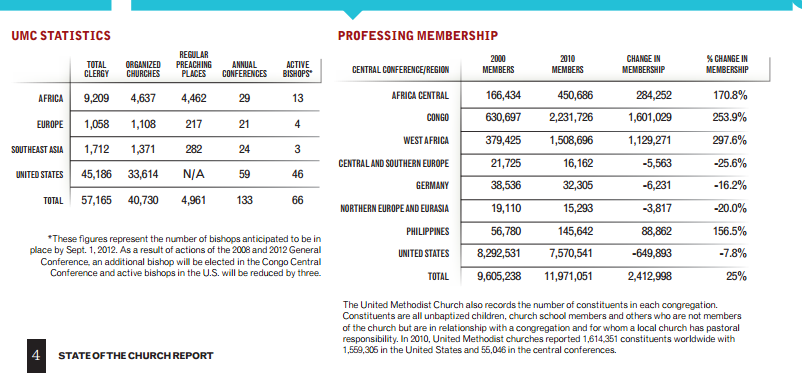 UMC STATISTICS
TOTAL CLERGY ORGANIZED CHURCHES REGULAR PREACHING PLACES ANNUAL CONFERENCES ACTIVE BISHOPS*
AFRICA 9,209 4,637 4,462 29 13
EUROPE 1,058 1,108 217 21 4
SOUTHEAST ASIA 1,712 1,371 282 24 3
UNITED STATES 45,186 33,614 N/A 59 46
TOTAL 57,165 40,730 4,961 133 66
*These figures represent the number of bishops anticipated to be in
place by Sept. 1, 2012. As a result of actions of the 2008 and 2012 General
Conference, an additional bishop will be elected in the Congo Central
Conference and active bishops in the U.S. will be reduced by three.
PROFESSING MEMBERSHIP
CENTRAL CONFERENCE/REGION 2000 MEMBERS 2010 MEMBERS CHANGE IN MEMBERSHIP % CHANGE IN MEMBERSHIP
AFRICA CENTRAL 166,434 450,686 284,252 170.8%
CONGO 630,697 2,231,726 1,601,029 253.9%
WEST AFRICA 379,425 1,508,696 1,129,271 297.6%
CENTRAL AND SOUTHERN EUROPE 21,725 16,162 -5,563 -25.6%
GERMANY 38,536 32,305 -6,231 -16.2%
NORTHERN EUROPE AND EURASIA 19,110 15,293 -3,817 -20.0%
PHILIPPINES 56,780 145,642 88,862 156.5%
UNITED STATES 8,292,531 7,570,541 -649,893 -7.8%
TOTAL 9,605,238 11,971,051 2,412,998 25%
The United Methodist Church also records the number of constituents in each congregation.
Constituents are all unbaptized children, church school members and others who are not members
of the church but are in relationship with a congregation and for whom a local church has pastoral
responsibility. In 2010, United Methodist churches reported 1,614,351 constituents worldwide with
1,559,305 in the United States and 55,046 in the central conferences.
4 STATE OF THE CHURCH REPORT